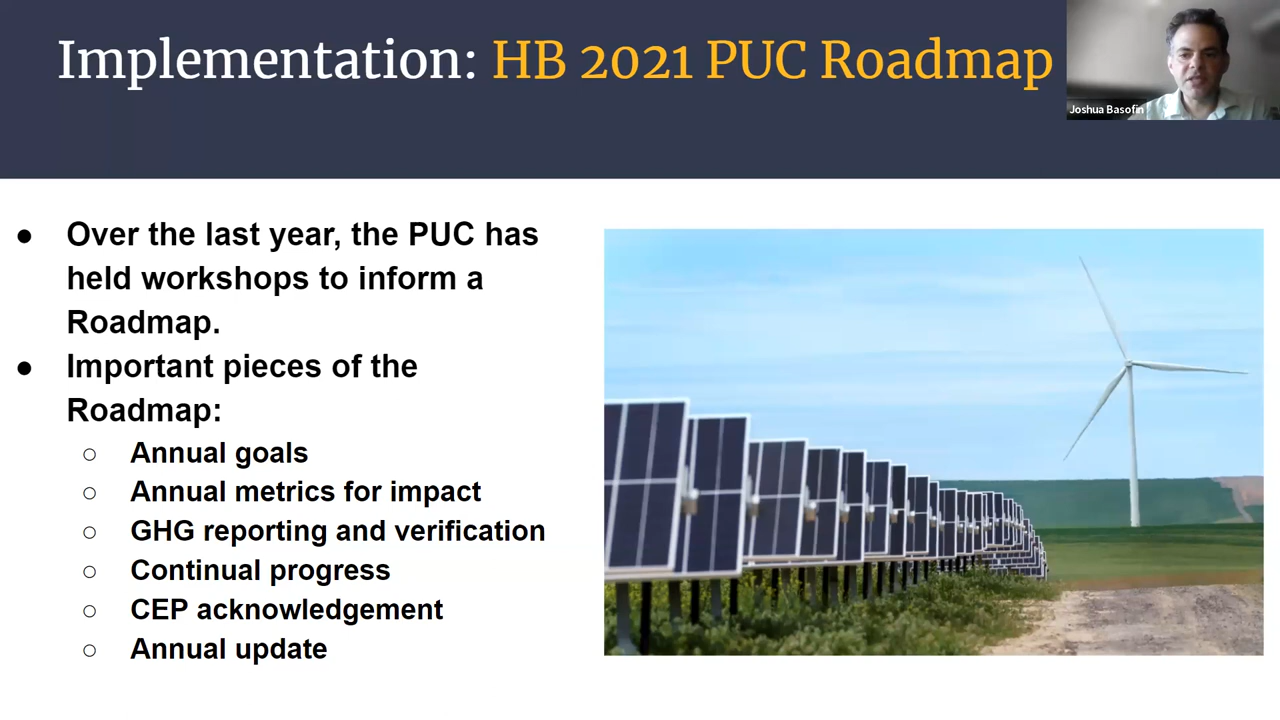 Implementation: HB 2021 PUC Roadmap
Joshua Basofin
● Over the last year, the PUC has
held workshops to inform a
Roadmap.
● Important pieces of the
Roadmap:
○ Annual goals
○ Annual metrics for impact
○ GHG reporting and verification
○ Continual progress
○ CEP acknowledgement
○ Annual update